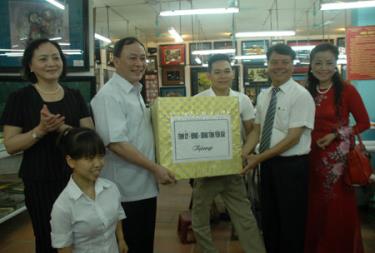 TỈNH ỦY - HĐND - UBND TỈNH YÊN BÁI
Tặng